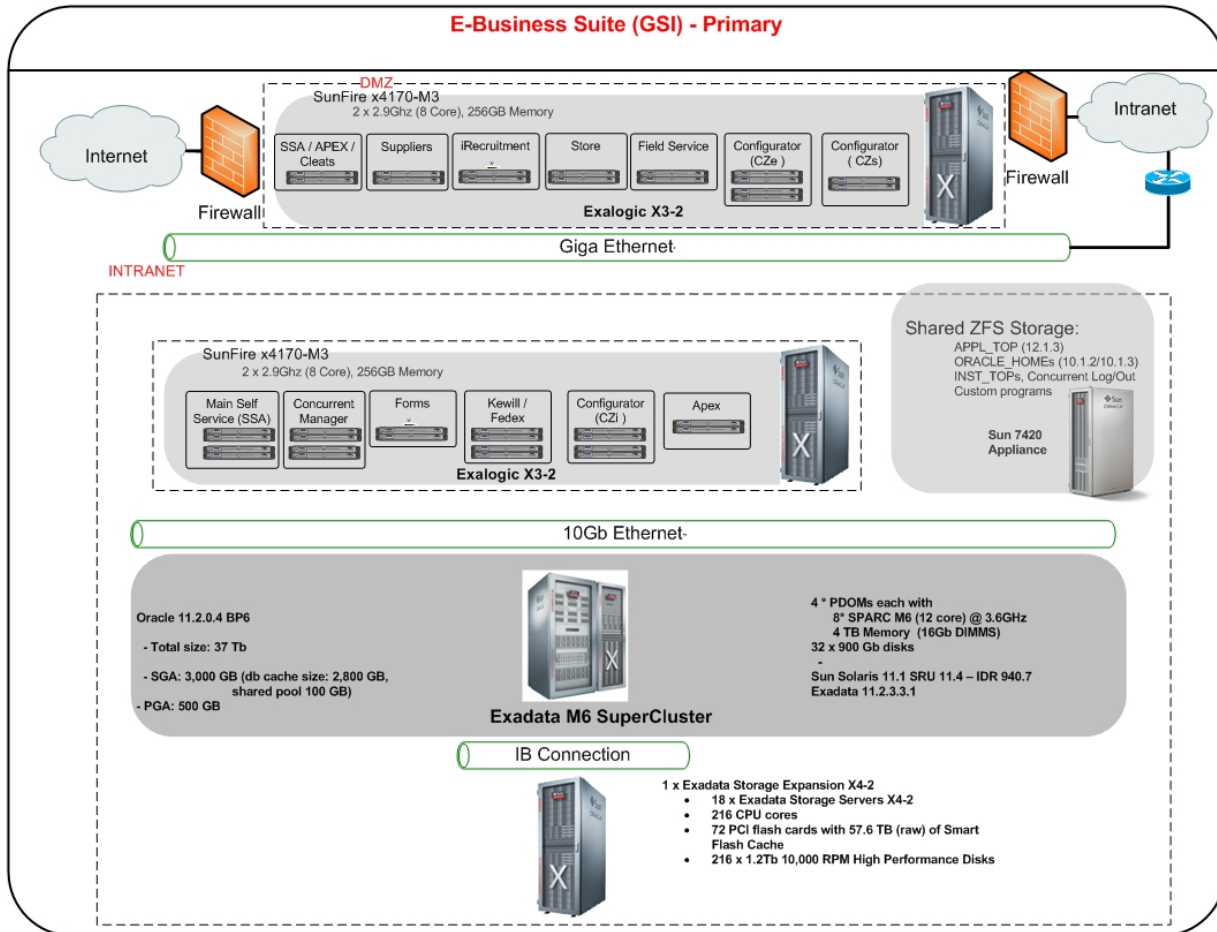 E-Business Suite (GSI) - Primary
DMZ
SunFire x4170-M3
2 x 2.9Ghz (8 Core), 256GB Memory
Internet
Firewall
SSA / APEX /
Cleats
Suppliers
iRecruitment
Store
Field Service
Configurator
(CZe )
Configurator
( CZs)
Exalogic X3-2
X
Firewall
Intranet
Giga Ethernet
INTRANET
SunFire x4170-M3
2 x 2.9Ghz (8 Core), 256GB Memory
Main Self
Service (SSA)
Concurrent
Manager
Forms
Kewill /
Fedex
Configurator
(CZi )
Apex
Exalogic X3-2
X
Shared ZFS Storage:
APPL_TOP (12.1.3)
ORACLE_HOMEs (10.1.2/10.1.3)
INST_TOPs, Concurrent Log/Out
Custom programs
Sun 7420
Appliance
Sun
ORACLE
10Gb Ethernet
Oracle 11.2.0.4 BP6
- Total size: 37 Tb
- SGA: 3,000 GB (db cache size: 2,800 GB,
shared pool 100 GB)
- PGA: 500 GB
Exadata M6 SuperCluster
4 * PDOMs each with
8* SPARC M6 (12 core) @ 3.6GHz
4 TB Memory (16Gb DIMMS)
32 x 900 Gb disks
-
Sun Solaris 11.1 SRU 11.4 – IDR 940.7
Exadata 11.2.3.3.1
IB Connection
X
1 x Exadata Storage Expansion X4-2
• 18 x Exadata Storage Servers X4-2
• 216 CPU cores
• 72 PCI flash cards with 57.6 TB (raw) of Smart
Flash Cache
• 216 x 1.2Tb 10,000 RPM High Performance Disks